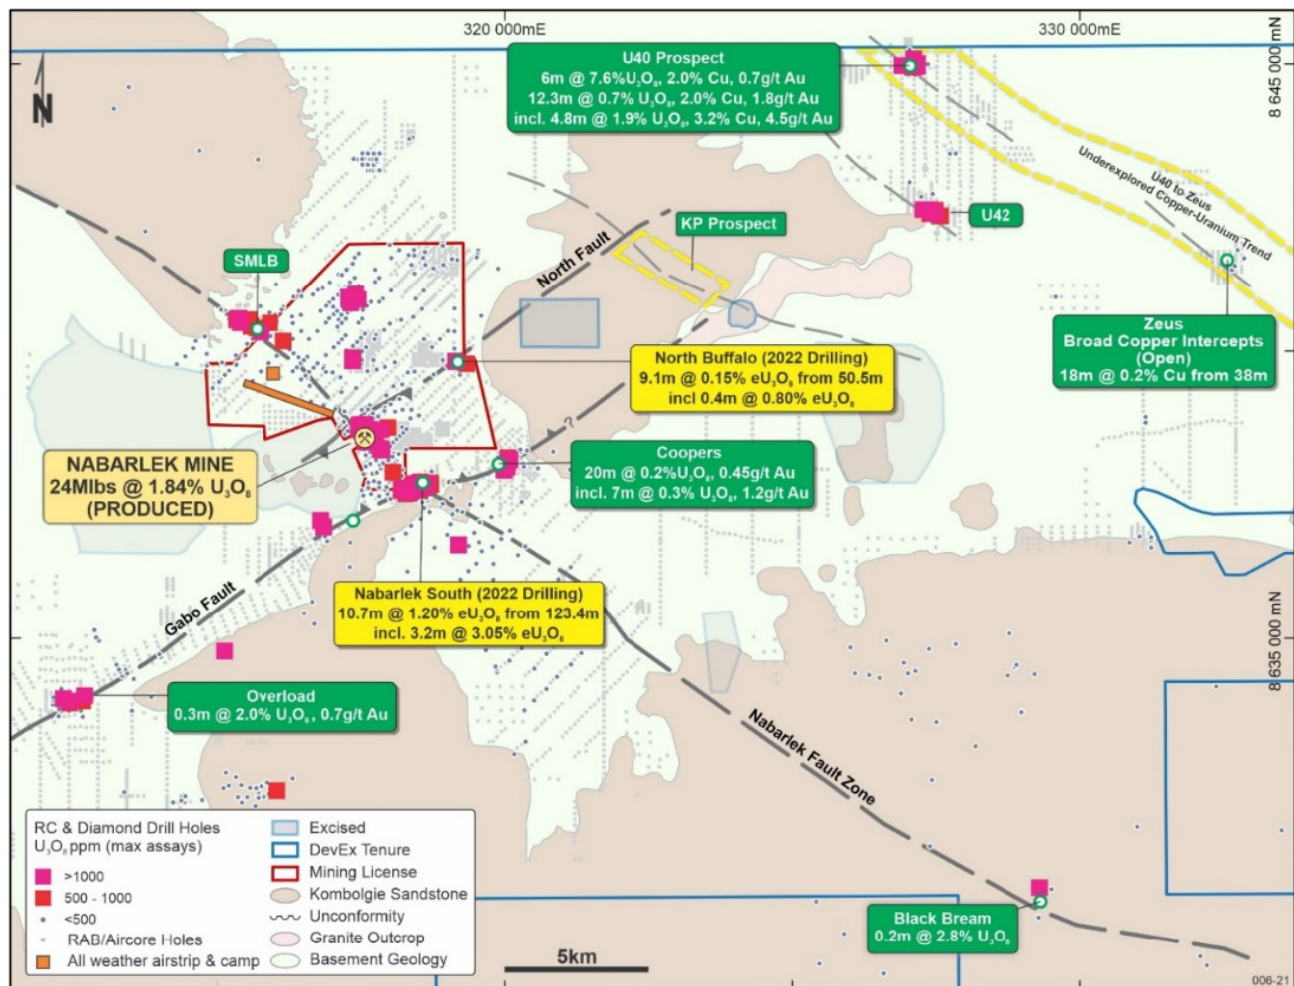 320 000mE
330 000mE
8 645 000 mN
N
U40 Prospect
6m @ 7.6%U₃O₈, 2.0% Cu, 0.7g/t Au
12.3m @ 0.7% U₃O₈, 2.0% Cu, 1.8g/t Au
incl. 4.8m @ 1.9% U₃O₈, 3.2% Cu, 4.5g/t Au
U40 to Zeus
Underexplored Copper-Uranium Trend
U42
KP Prospect
North Fault
SMLB
Zeus
Broad Copper Intercepts
(Open)
18m @ 0.2% Cu from 38m
North Buffalo (2022 Drilling)
9.1m @ 0.15% eU₃O₈ from 50.5m
incl 0.4m @ 0.80% eU₃O₈
?
Coopers
20m @ 0.2%U₃O₈, 0.45g/t Au
incl. 7m @ 0.3% U₃O₈, 1.2g/t Au
NABARLEK MINE
24Mlbs @ 1.84% U₃O₈
(PRODUCED)
Gabo Fault
Nabarlek South (2022 Drilling)
10.7m @ 1.20% eU₃O₈ from 123.4m
incl. 3.2m @ 3.05% eU₃O₈
8 635 000 mN
Overload
0.3m @ 2.0% U₃O₈, 0.7g/t Au
Nabarlek Fault Zone
Black Bream
0.2m @ 2.8% U₃O₈
RC & Diamond Drill Holes
U₃O₈ ppm (max assays)
>1000
500 - 1000
<500
RAB/Aircore Holes
All weather airstrip & camp
Excised
DevEx Tenure
Mining License
Kombolgie Sandstone
Unconformity
Granite Outcrop
Basement Geology
5km
006-21